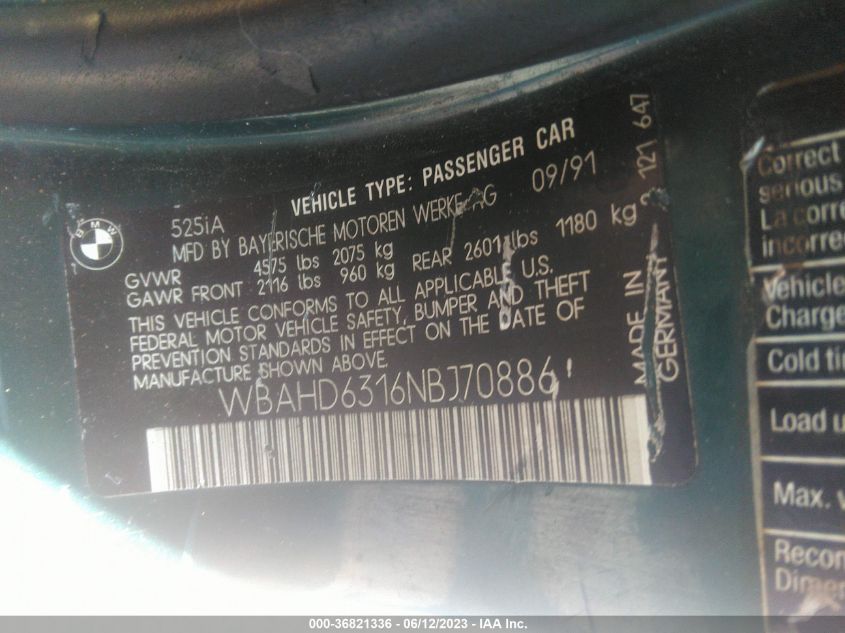 BMW
525iA
VEHICLE TYPE: PASSENGER CAR
MFD BY BAYERISCHE MOTOREN WERKE AG 09/91
GVWR 4575 lbs 2075 kg
GAWR FRONT 2116 lbs 960 kg REAR 2601 lbs 1180 kg
THIS VEHICLE CONFORMS TO ALL APPLICABLE U.S.
FEDERAL MOTOR VEHICLE SAFETY, BUMPER AND THEFT
PREVENTION STANDARDS IN EFFECT ON THE DATE OF
MANUFACTURE SHOWN ABOVE.
WBAHD6316NBJ70886
MADE IN
GERMANY
121 647
Correct
serious
La corre
incorre
Vehicle
Charge
Cold ti
Load u
Max. v
Recon
Dimen
000-36821336 - 06/12/2023 - IAA Inc.